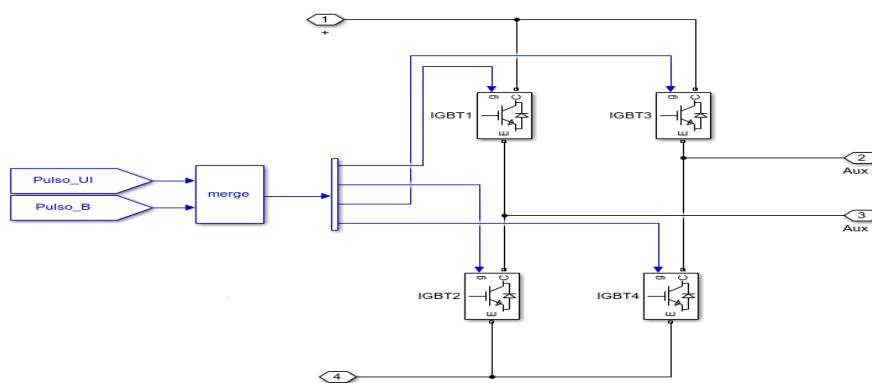 1
+
g
C
IGBT1
E
g
C
IGBT3
E
Pulso_UI
merge
Pulso_B
2
Aux
3
Aux
g
C
IGBT2
E
g
C
IGBT4
E
4